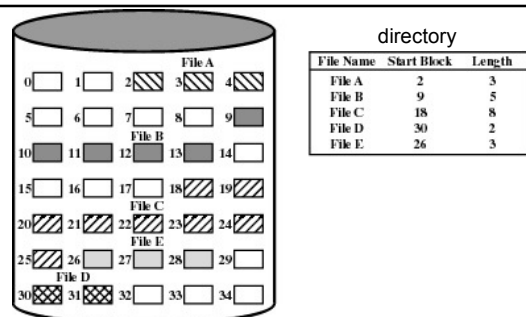 directory
File Name Start Block Length
File A 2 3
File B 9 5
File C 18 8
File D 30 2
File E 26 3
File A
0 1 2 3 4
5 6 7 8 9
File B
10 11 12 13 14
15 16 17 18 19
File C
20 21 22 23 24
File E
25 26 27 28 29
File D
30 31 32 33 34